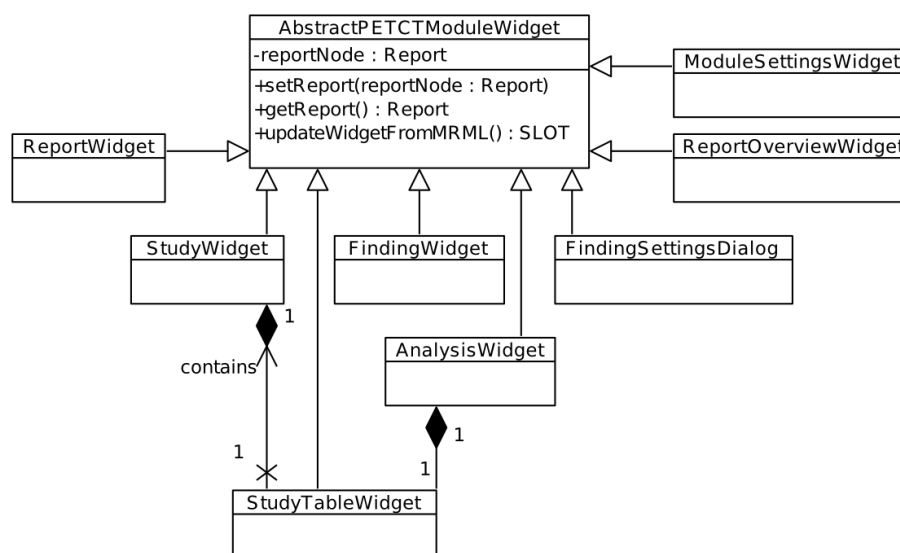 AbstractPETCTModuleWidget
-reportNode : Report
+setReport(reportNode : Report)
+getReport() : Report
+updateWidgetFromMRML() : SLOT
ModuleSettingsWidget
ReportWidget
ReportOverviewWidget
StudyWidget
FindingWidget
FindingSettingsDialog
1
contains
AnalysisWidget
1
1
1
StudyTableWidget